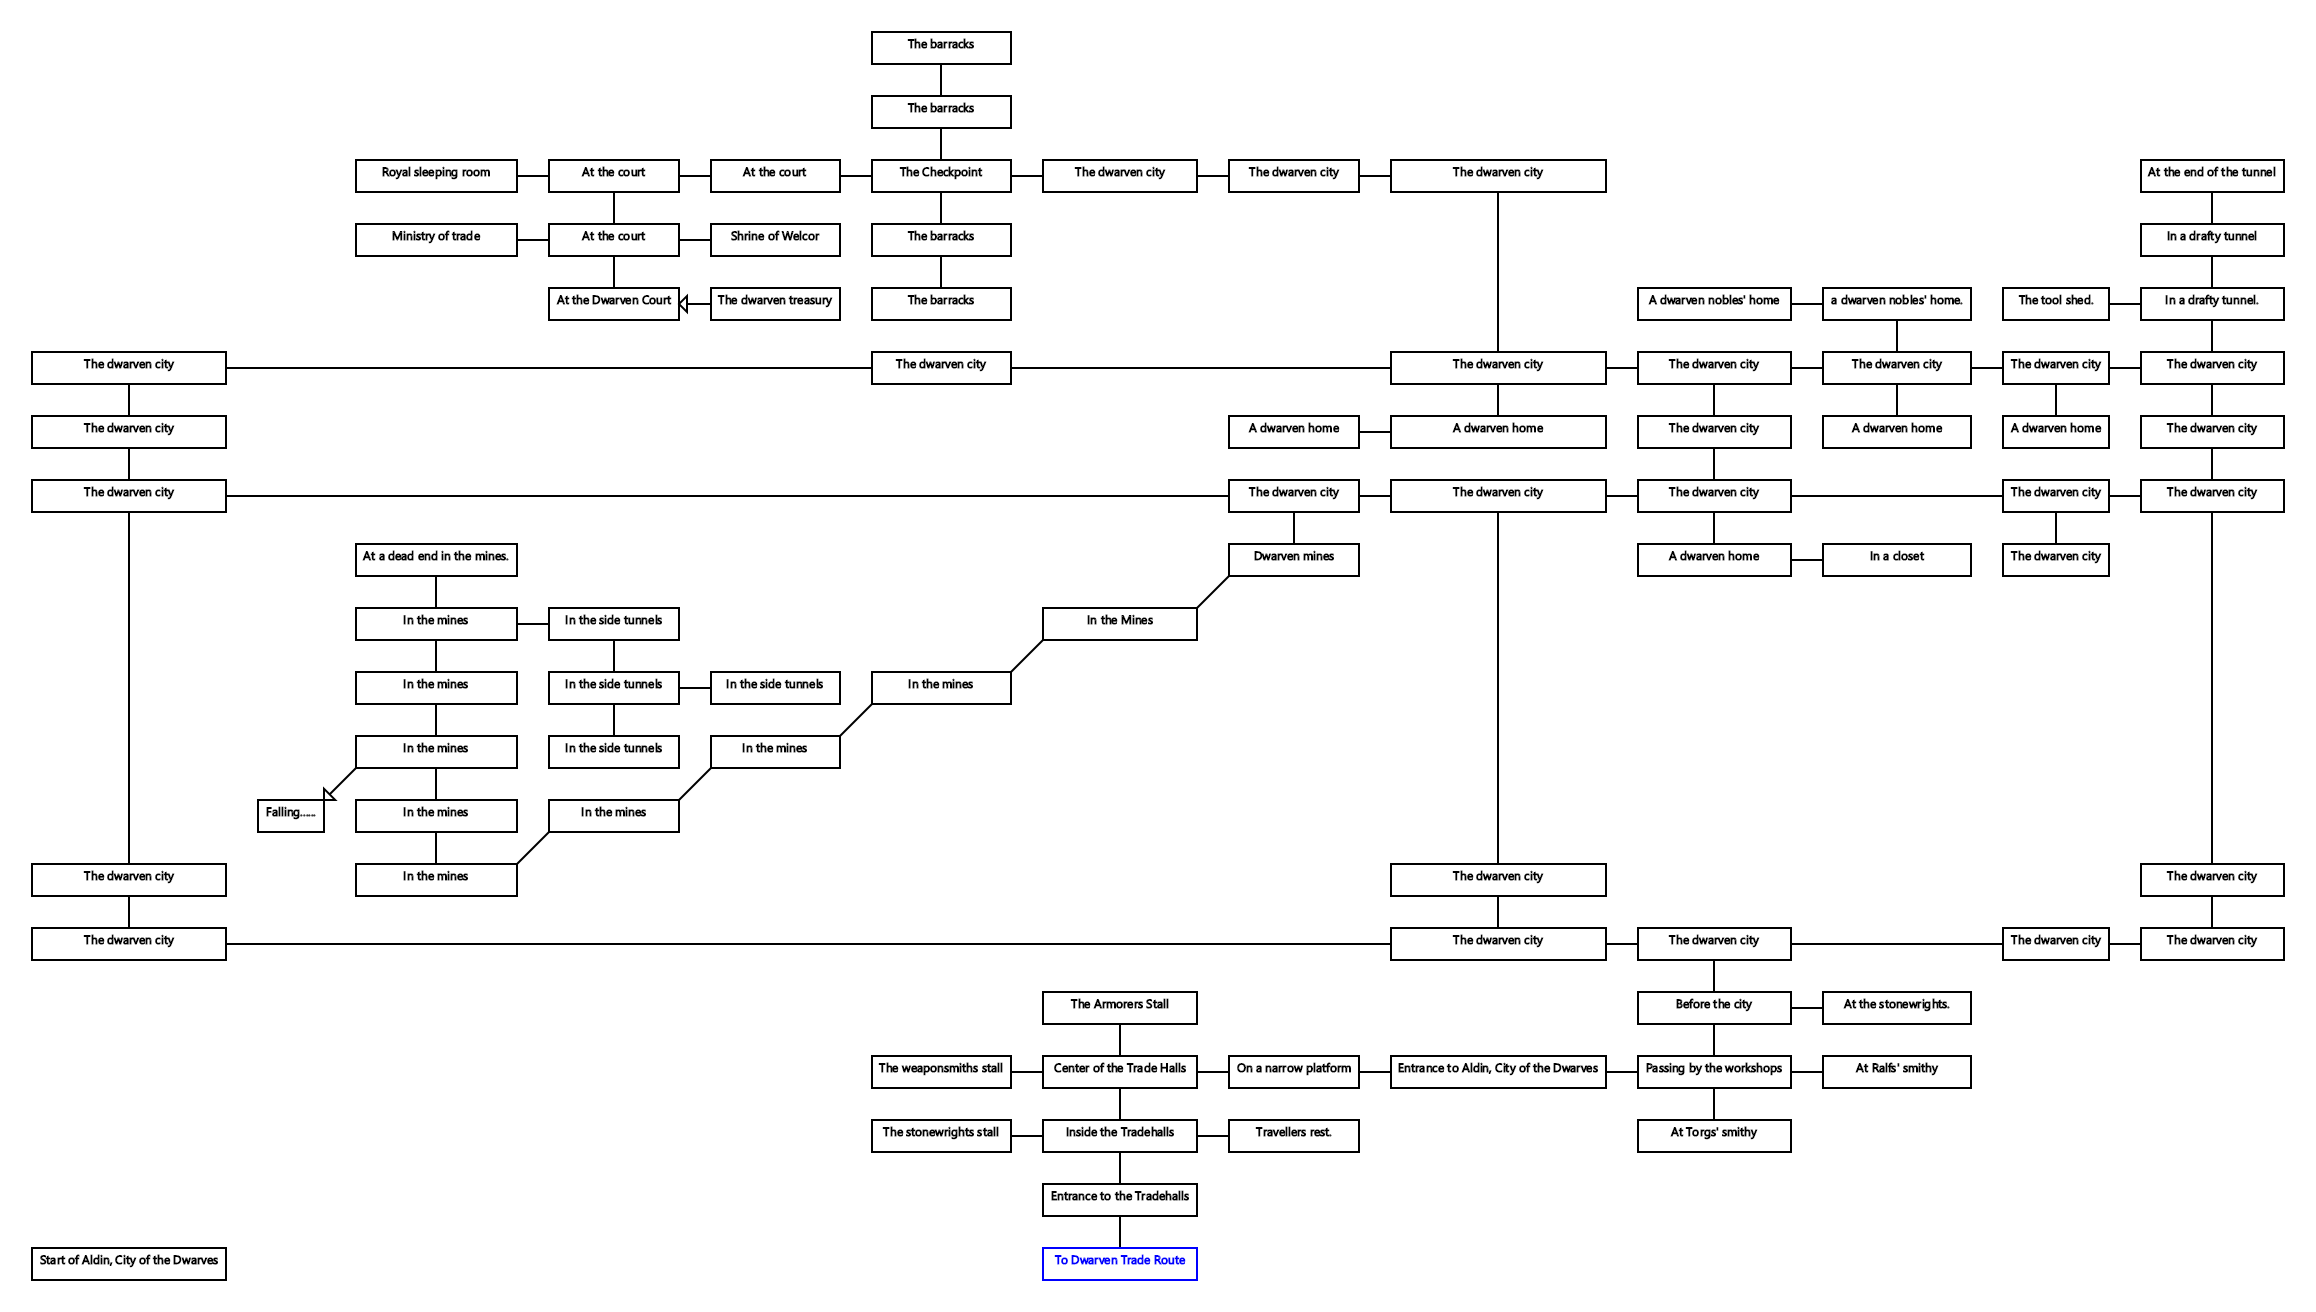 The barracks
The barracks
Royal sleeping room
At the court
At the court
The Checkpoint
The dwarven city
The dwarven city
The dwarven city
At the end of the tunnel
Ministry of trade
At the court
Shrine of Welcor
The barracks
In a drafty tunnel
At the Dwarven Court
The dwarven treasury
The barracks
A dwarven nobles' home
a dwarven nobles' home.
The tool shed.
In a drafty tunnel.
The dwarven city
The dwarven city
The dwarven city
The dwarven city
The dwarven city
The dwarven city
The dwarven city
The dwarven city
A dwarven home
A dwarven home
The dwarven city
A dwarven home
A dwarven home
The dwarven city
The dwarven city
The dwarven city
The dwarven city
The dwarven city
The dwarven city
The dwarven city
At a dead end in the mines.
Dwarven mines
A dwarven home
In a closet
The dwarven city
In the mines
In the side tunnels
In the Mines
In the mines
In the side tunnels
In the side tunnels
In the mines
In the mines
In the side tunnels
In the mines
Falling......
In the mines
In the mines
The dwarven city
In the mines
The dwarven city
The dwarven city
The dwarven city
The dwarven city
The dwarven city
The dwarven city
The dwarven city
The Armorers Stall
Before the city
At the stonewrights.
The weaponsmiths stall
Center of the Trade Halls
On a narrow platform
Entrance to Aldin, City of the Dwarves
Passing by the workshops
At Ralfs' smithy
The stonewrights stall
Inside the Tradehalls
Travellers rest.
At Torgs' smithy
Entrance to the Tradehalls
Start of Aldin, City of the Dwarves
To Dwarven Trade Route